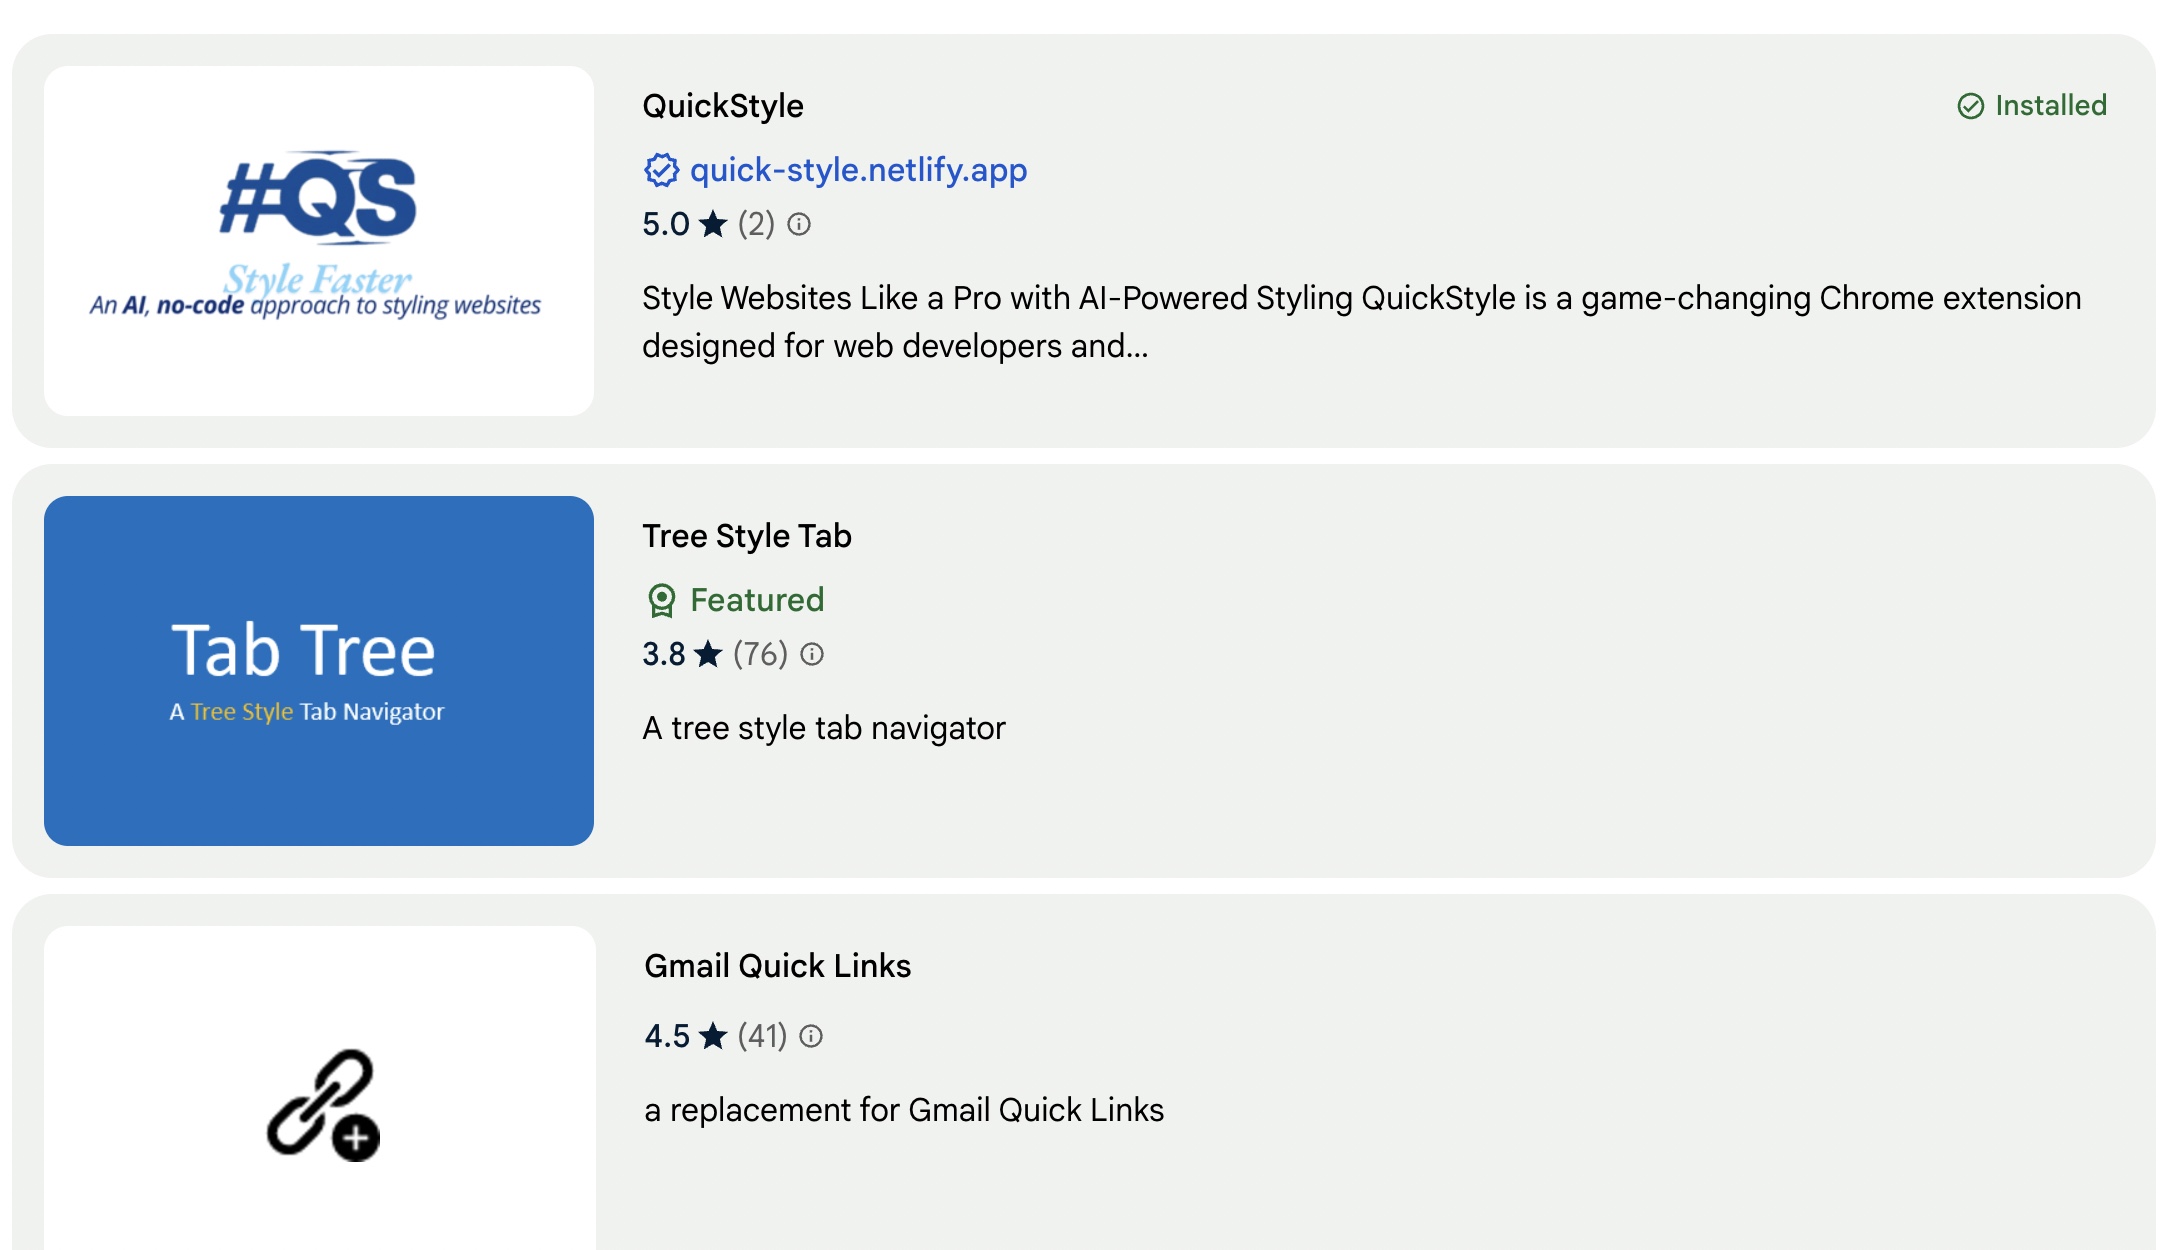 #QS
Style Faster
An AI, no-code approach to styling websites
QuickStyle
Installed
quick-style.netlify.app
5.0 ★ (2)
Style Websites Like a Pro with AI-Powered Styling QuickStyle is a game-changing Chrome extension
designed for web developers and...
Tab Tree
A Tree Style Tab Navigator
Tree Style Tab
Featured
3.8 ★ (76)
A tree style tab navigator
Gmail Quick Links
4.5 ★ (41)
a replacement for Gmail Quick Links